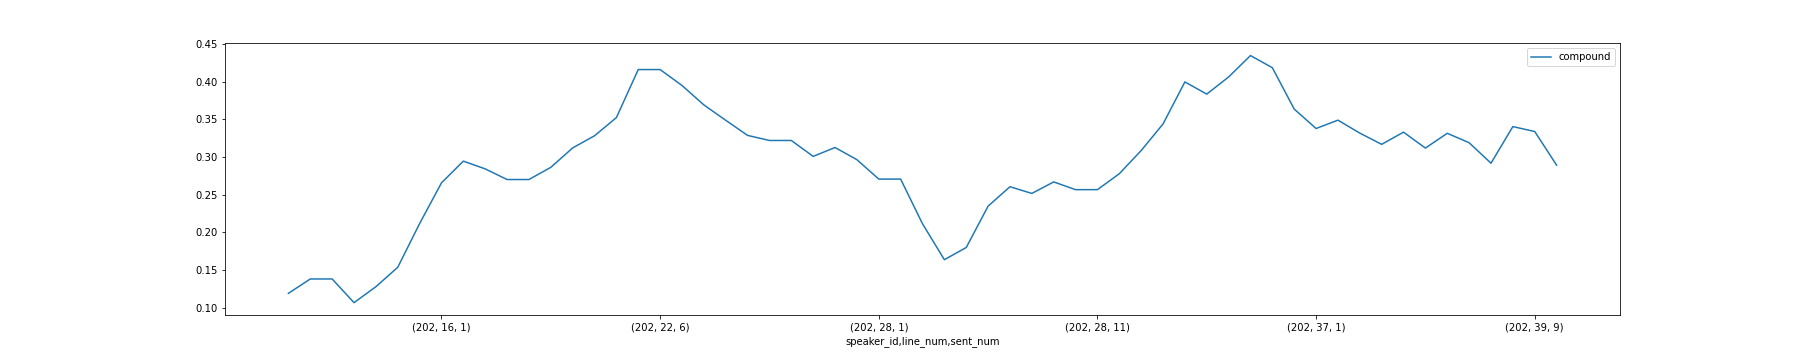 0.45
compound
0.40
0.35
0.30
0.25
0.20
0.15
0.10
(202, 16, 1) (202, 22, 6) (202, 28, 1) (202, 28, 11) (202, 37, 1) (202, 39, 9)
speaker_id,line_num,sent_num